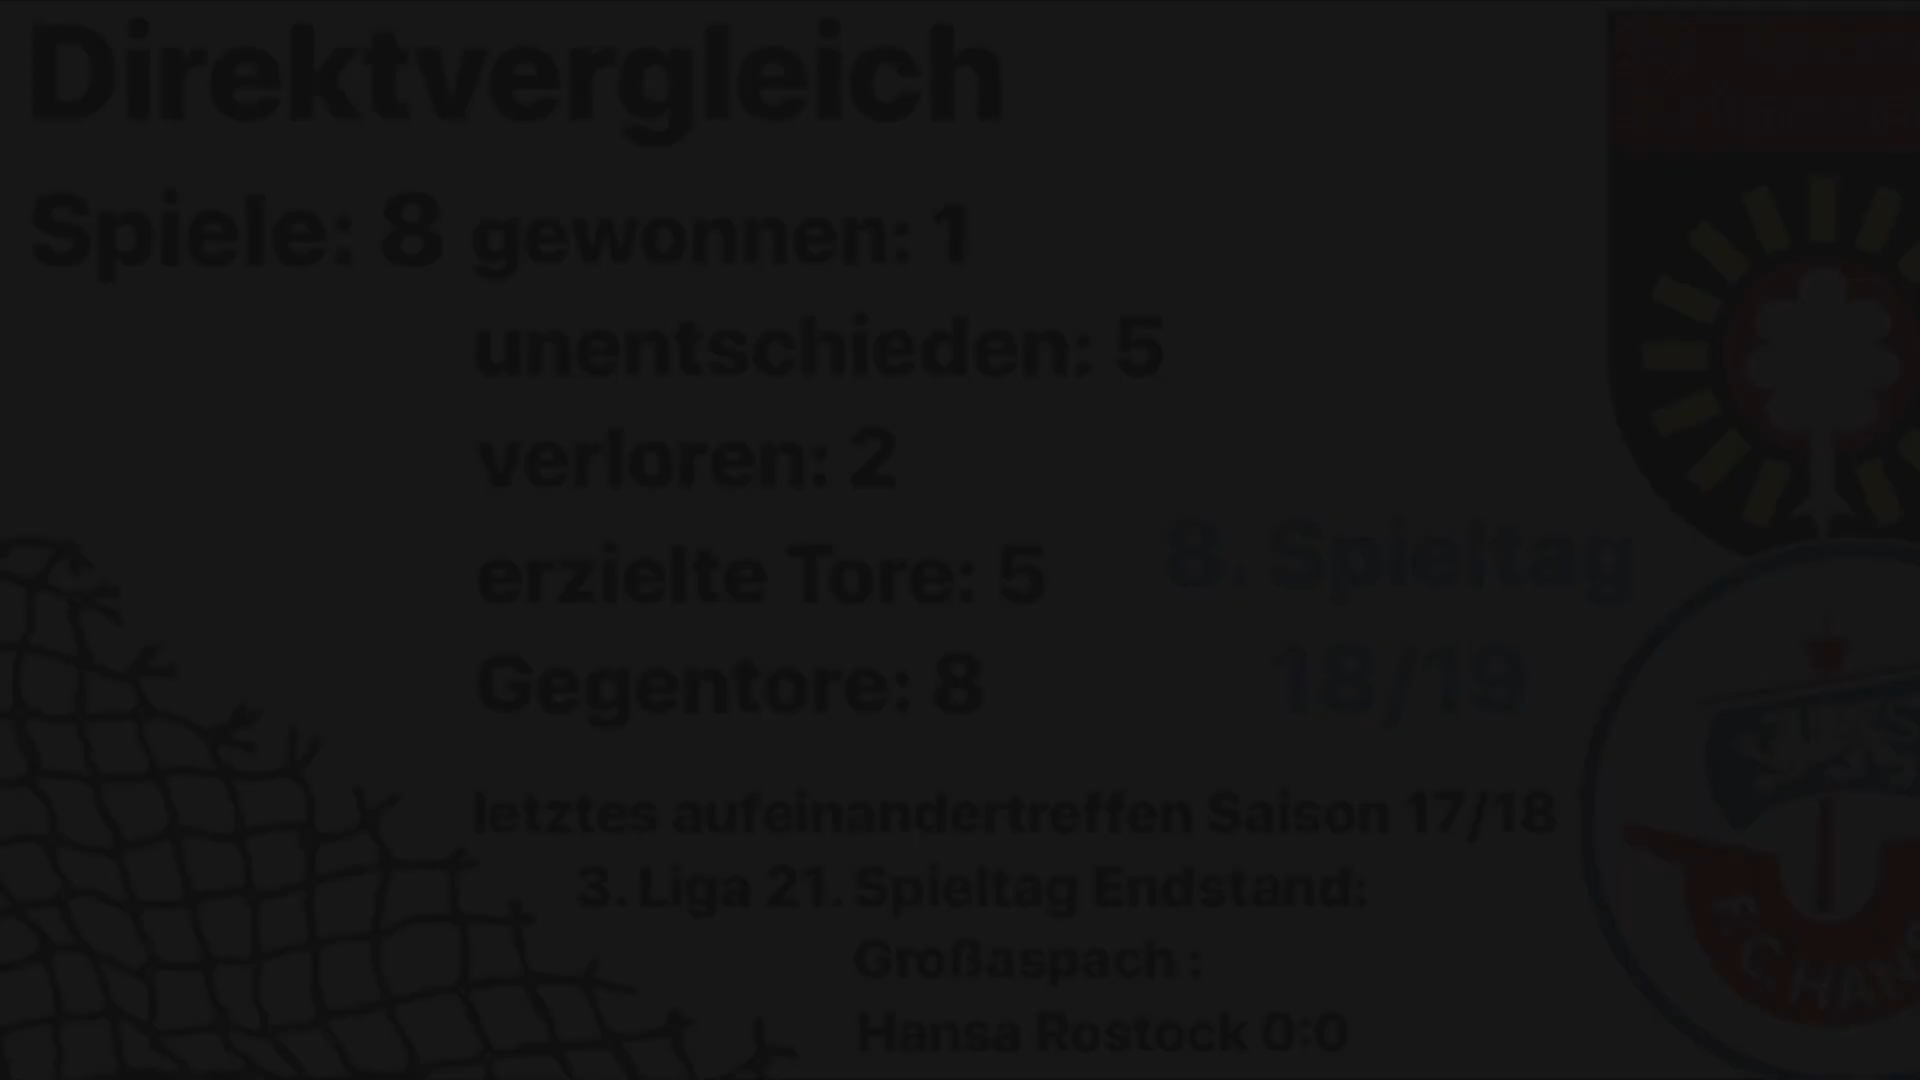 Direktvergleich
Spiele: 8 gewonnen: 1
unentschieden: 5
verloren: 2
erzielte Tore: 5
Gegentore: 8
8. Spieltag
18/19
letztes aufeinandertreffen Saison 17/18
3. Liga 21. Spieltag Endstand:
Großaspach :
Hansa Rostock 0:0